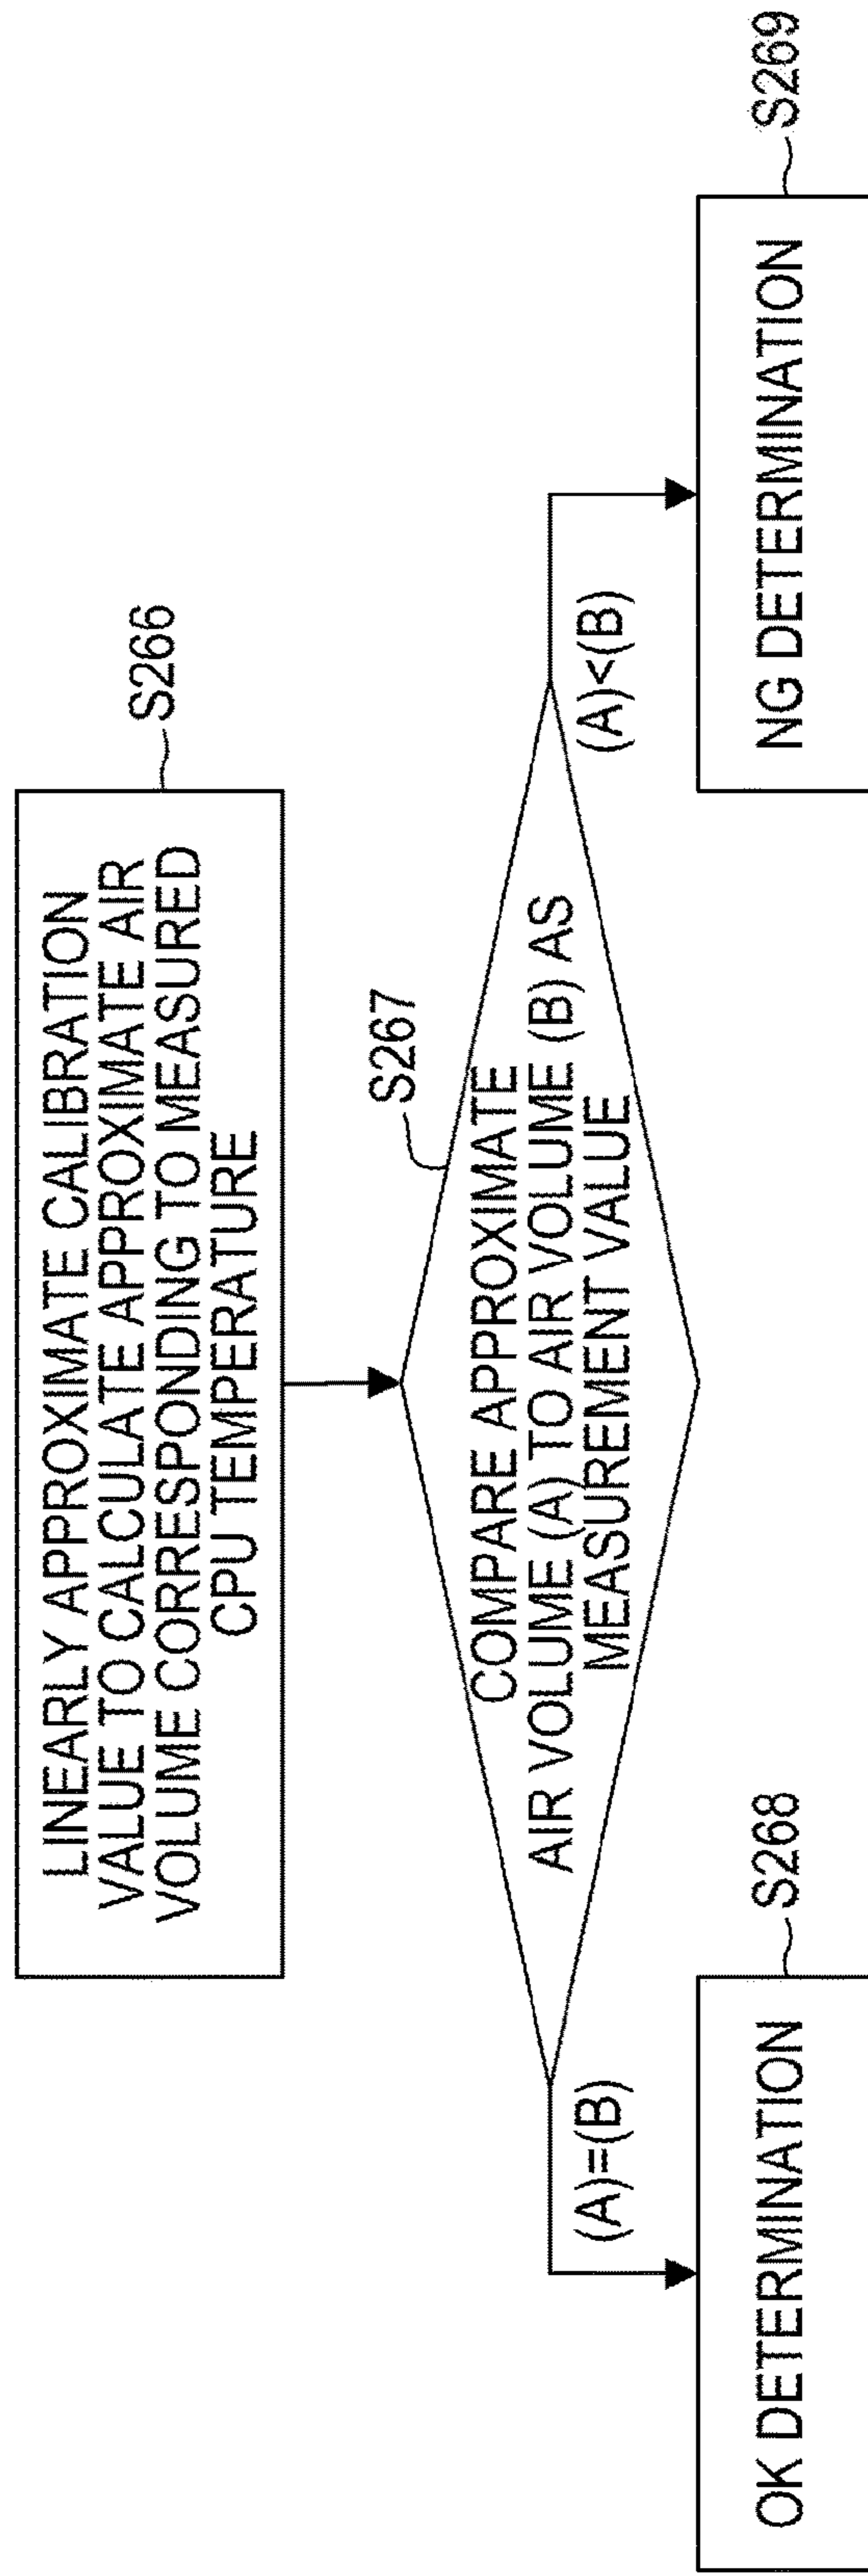 LINEARLY APPROXIMATE CALIBRATION
VALUE TO CALCULATE APPROXIMATE AIR
VOLUME CORRESPONDING TO MEASURED
CPU TEMPERATURE
S266
S267
COMPARE APPROXIMATE
AIR VOLUME (A) TO AIR VOLUME (B) AS
MEASUREMENT VALUE
(A)=(B)
(A)<(B)
OK DETERMINATION
S268
NG DETERMINATION
S269